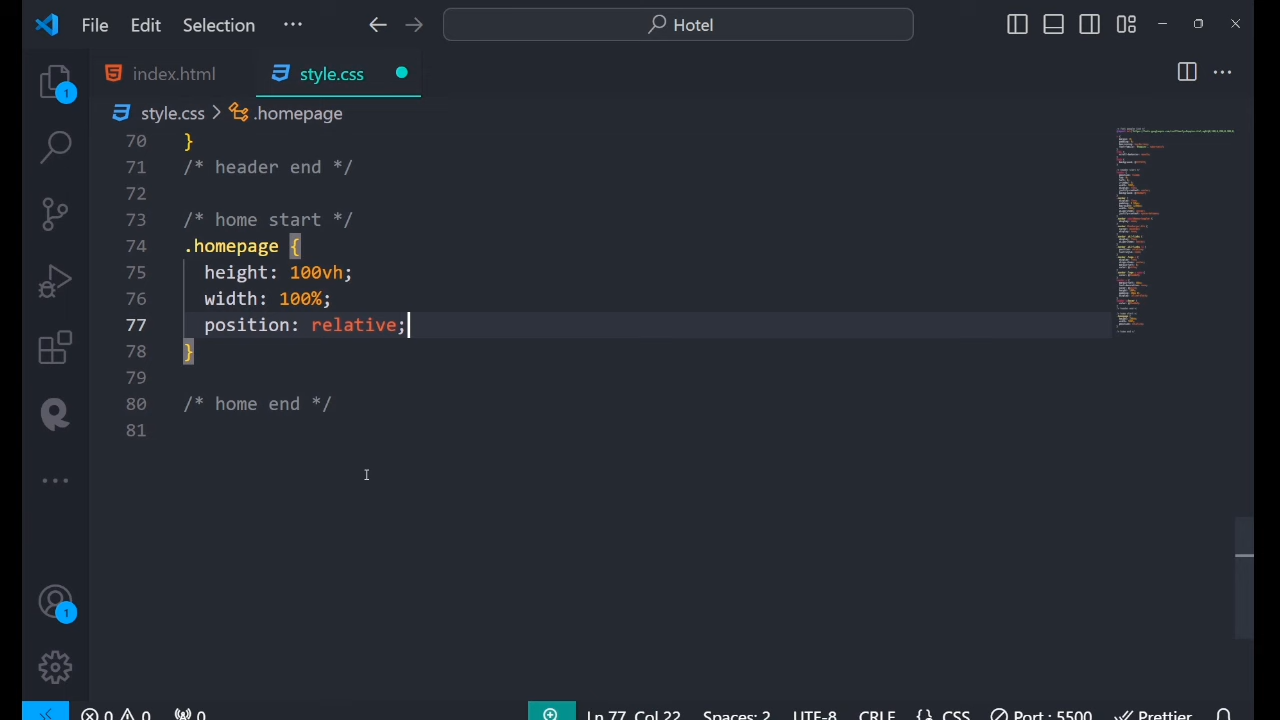 File Edit Selection ··· Hotel
index.html style.css
style.css > .homepage
70 }
71 /* header end */
72
73 /* home start */
74 .homepage {
75 height: 100vh;
76 width: 100%;
77 position: relative;
78 }
79
80 /* home end */
81
1
1
0 0 0 Ln 77, Col 22 Spaces: 2 UTF-8 CRLF {} CSS Port : 5500 Prettier